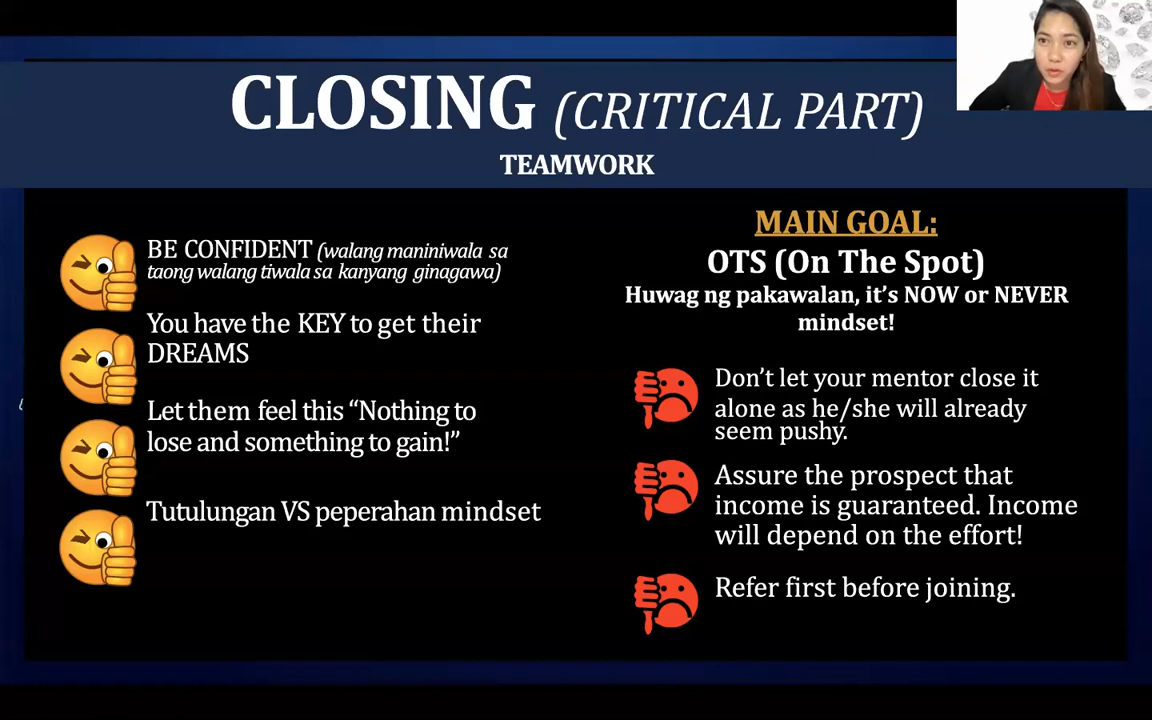 CLOSING (CRITICAL PART)
TEAMWORK
BE CONFIDENT (walang maniniwala sa
taong walang tiwala sa kanyang ginagawa)
You have the KEY to get their
DREAMS
Let them feel this “Nothing to
lose and something to gain!”
Tutulungan VS peperahan mindset
MAIN GOAL:
OTS (On The Spot)
Huwag ng pakawalan, it’s NOW or NEVER
mindset!
Don’t let your mentor close it
alone as he/she will already
seem pushy.
Assure the prospect that
income is guaranteed. Income
will depend on the effort!
Refer first before joining.